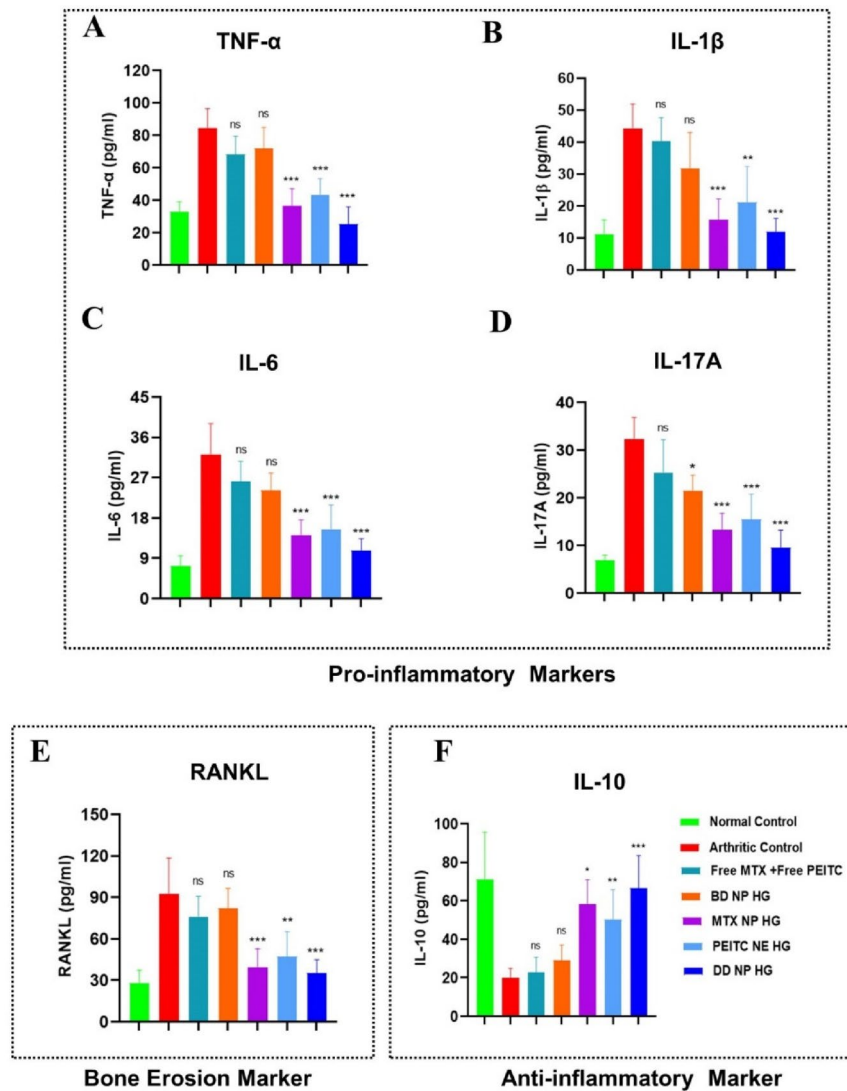 A
TNF-α
TNF-α (pg/ml)
120
100
80
60
40
20
0
ns
ns
***
***
***
B
IL-1β
IL-1β (pg/ml)
60
50
40
30
20
10
0
ns
ns
***
**
***
C
IL-6
IL-6 (pg/ml)
45
36
27
18
9
0
ns
ns
***
***
***
D
IL-17A
IL-17A (pg/ml)
40
30
20
10
0
ns
*
***
***
***
Pro-inflammatory Markers
E
RANKL
RANKL (pg/ml)
150
120
90
60
30
0
ns
ns
***
**
***
Bone Erosion Marker
F
IL-10
IL-10 (pg/ml)
100
80
60
40
20
0
ns
ns
*
**
***
Normal Control
Arthritic Control
Free MTX +Free PEITC
BD NP HG
MTX NP HG
PEITC NE HG
DD NP HG
Anti-inflammatory Marker